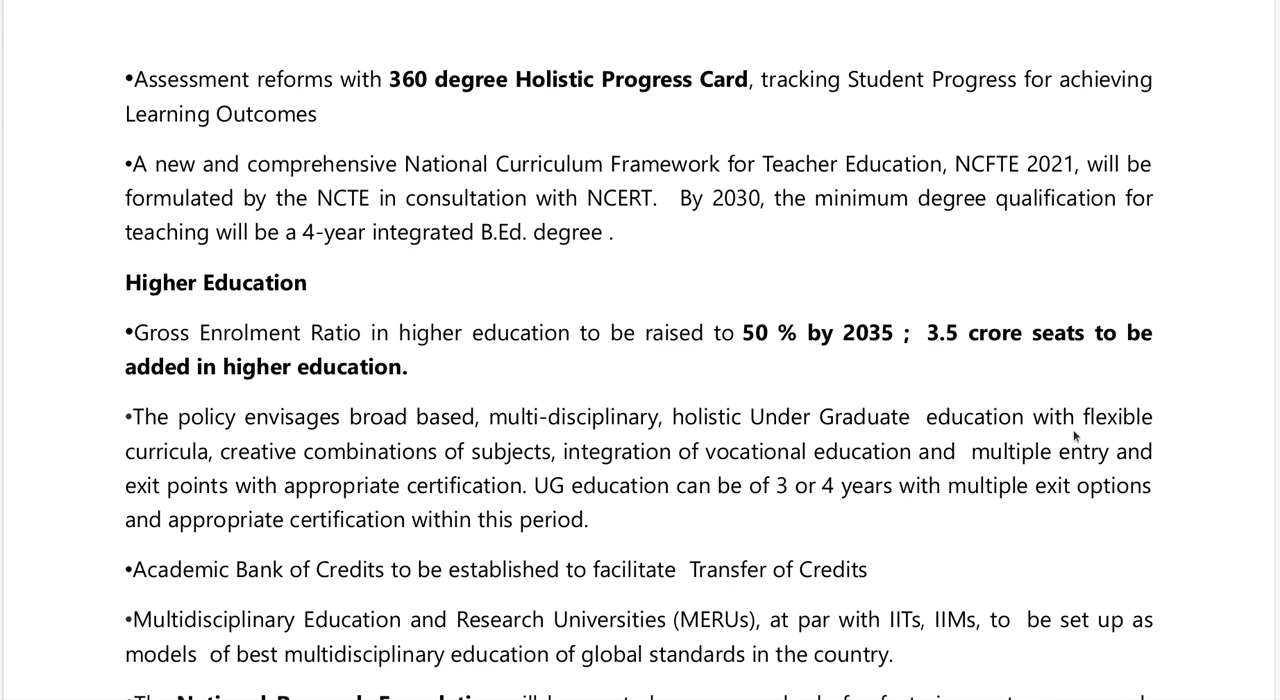 •Assessment reforms with 360 degree Holistic Progress Card, tracking Student Progress for achieving
Learning Outcomes
•A new and comprehensive National Curriculum Framework for Teacher Education, NCFTE 2021, will be
formulated by the NCTE in consultation with NCERT. By 2030, the minimum degree qualification for
teaching will be a 4-year integrated B.Ed. degree .
Higher Education
•Gross Enrolment Ratio in higher education to be raised to 50 % by 2035 ; 3.5 crore seats to be
added in higher education.
•The policy envisages broad based, multi-disciplinary, holistic Under Graduate education with flexible
curricula, creative combinations of subjects, integration of vocational education and multiple entry and
exit points with appropriate certification. UG education can be of 3 or 4 years with multiple exit options
and appropriate certification within this period.
•Academic Bank of Credits to be established to facilitate Transfer of Credits
•Multidisciplinary Education and Research Universities (MERUs), at par with IITs, IIMs, to be set up as
models of best multidisciplinary education of global standards in the country.
•The National Research Foundation will